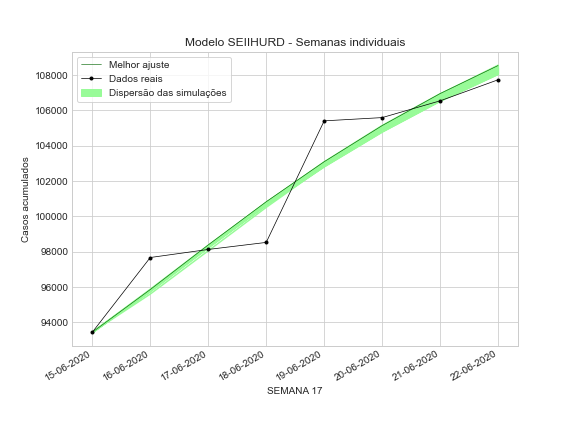 Modelo SEIIHURD - Semanas individuais
Melhor ajuste
Dados reais
Dispersão das simulações
Casos acumulados
108000
106000
104000
102000
100000
98000
96000
94000
15-06-2020
16-06-2020
17-06-2020
18-06-2020
19-06-2020
20-06-2020
21-06-2020
22-06-2020
SEMANA 17